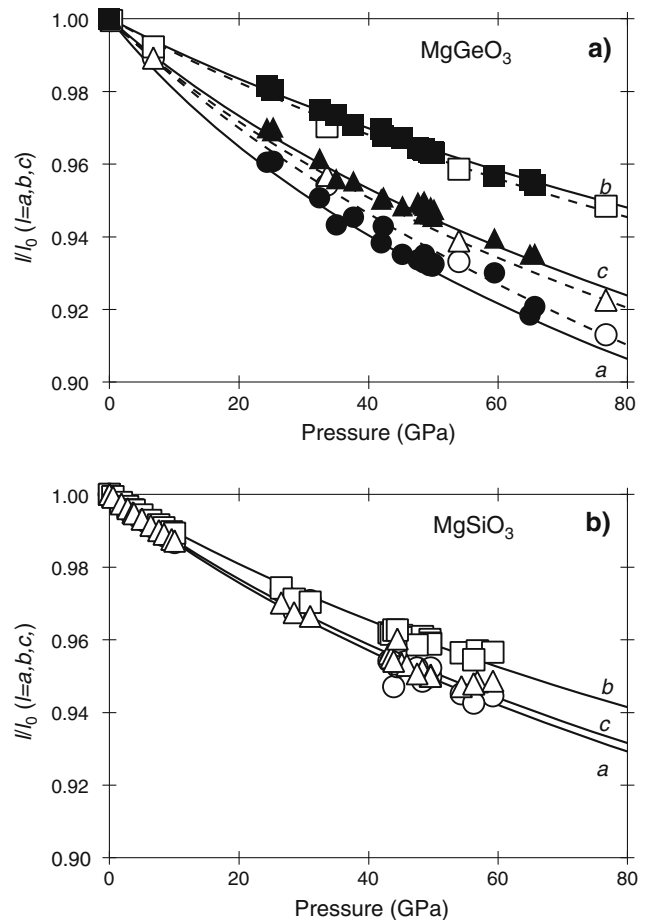 1.00
0.98
0.96
0.94
0.92
0.90
l/l0 (l=a,b,c)
MgGeO3
a)
b
c
a
0 20 40 60 80
Pressure (GPa)
1.00
0.98
0.96
0.94
0.92
0.90
l/l0 (l=a,b,c,)
MgSiO3
b)
b
c
a
0 20 40 60 80
Pressure (GPa)